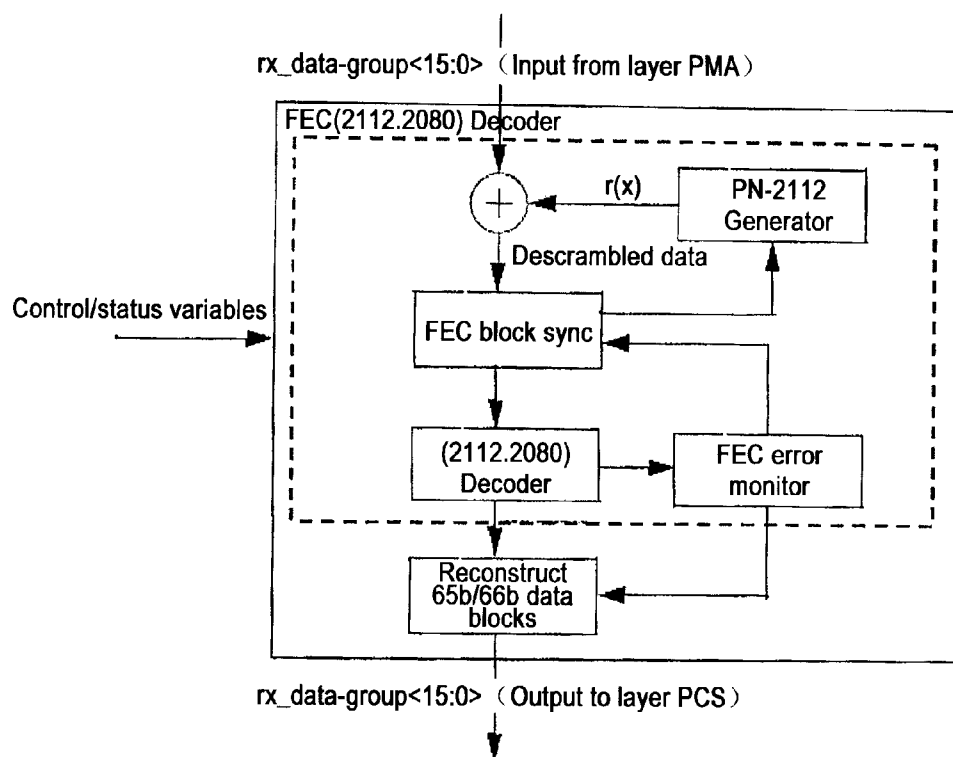 rx_data-group<15:0>（Input from layer PMA）
FEC(2112.2080) Decoder
r(x)
PN-2112
Generator
+
Descrambled data
Control/status variables
FEC block sync
(2112.2080)
Decoder
FEC error
monitor
Reconstruct
65b/66b data
blocks
rx_data-group<15:0>（Output to layer PCS）